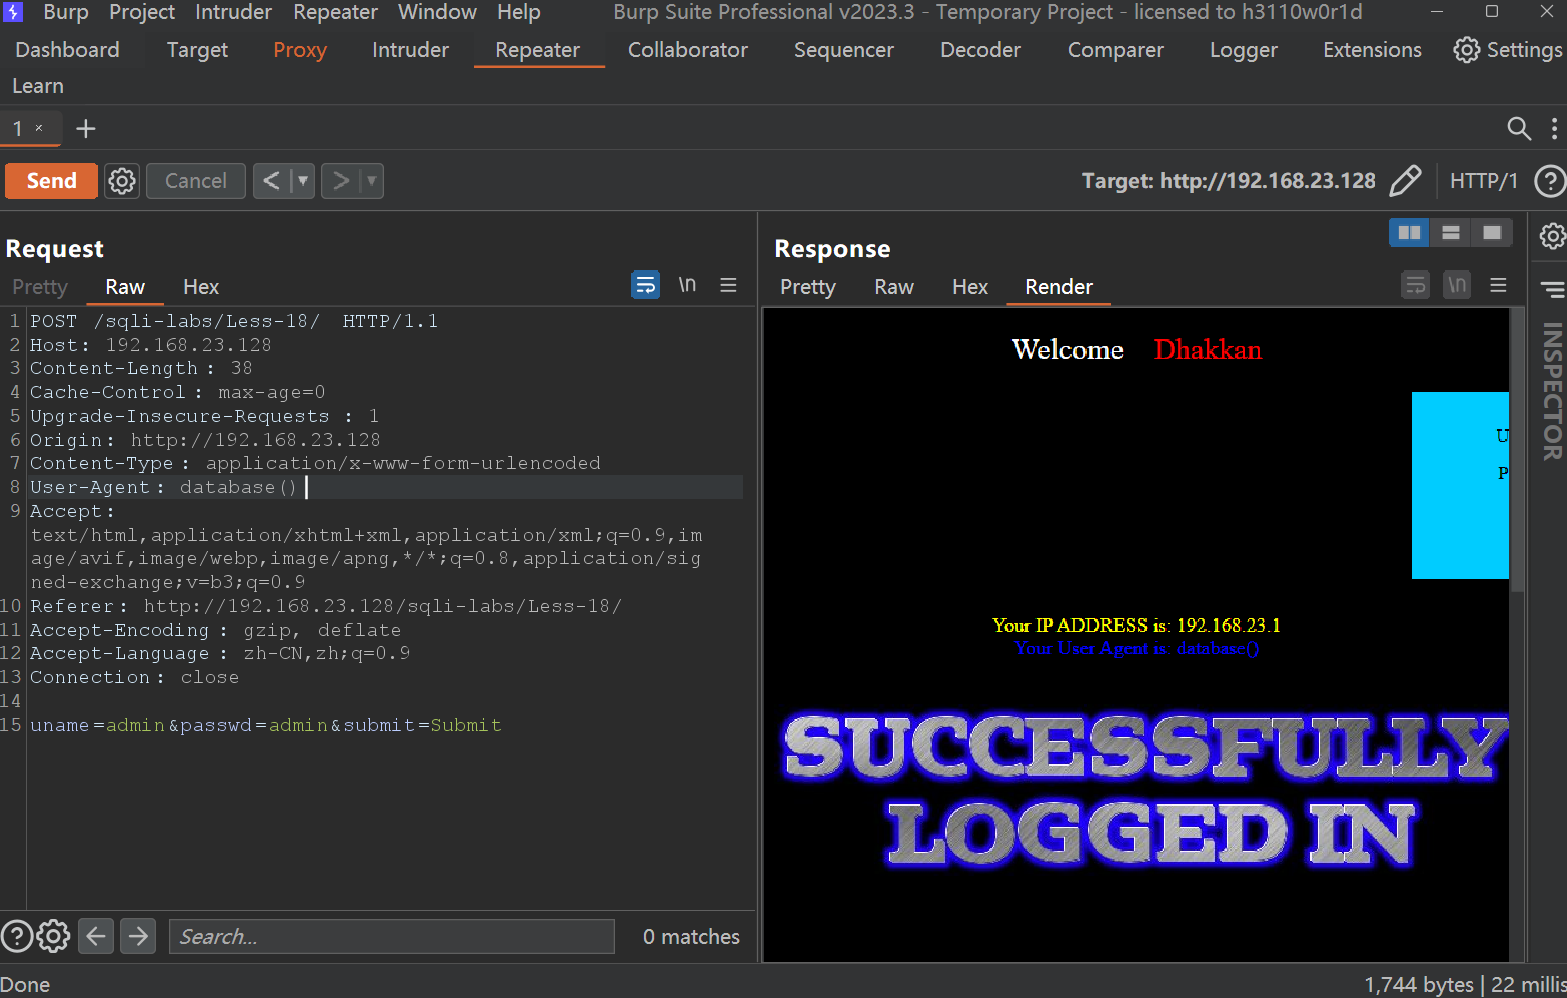 Burp Project Intruder Repeater Window Help Burp Suite Professional v2023.3 - Temporary Project - licensed to h3110w0r1d
Dashboard Target Proxy Intruder Repeater Collaborator Sequencer Decoder Comparer Logger Extensions Settings
Learn
1 ×
Send Cancel < > Target: http://192.168.23.128 HTTP/1
Request
Pretty Raw Hex \n
1 POST /sqli-labs/Less-18/ HTTP/1.1
2 Host: 192.168.23.128
3 Content-Length: 38
4 Cache-Control: max-age=0
5 Upgrade-Insecure-Requests: 1
6 Origin: http://192.168.23.128
7 Content-Type: application/x-www-form-urlencoded
8 User-Agent: database()
9 Accept:
text/html,application/xhtml+xml,application/xml;q=0.9,im
age/avif,image/webp,image/apng,*/*;q=0.8,application/sig
ned-exchange;v=b3;q=0.9
10 Referer: http://192.168.23.128/sqli-labs/Less-18/
11 Accept-Encoding: gzip, deflate
12 Accept-Language: zh-CN,zh;q=0.9
13 Connection: close
14
15 uname=admin&passwd=admin&submit=Submit
Search... 0 matches
Response
Pretty Raw Hex Render \n
Welcome Dhakkan
U
P
Your IP ADDRESS is: 192.168.23.1
Your User Agent is: database()
SUCCESSFULLY
LOGGED IN
INSPECTOR
Done 1,744 bytes | 22 millis